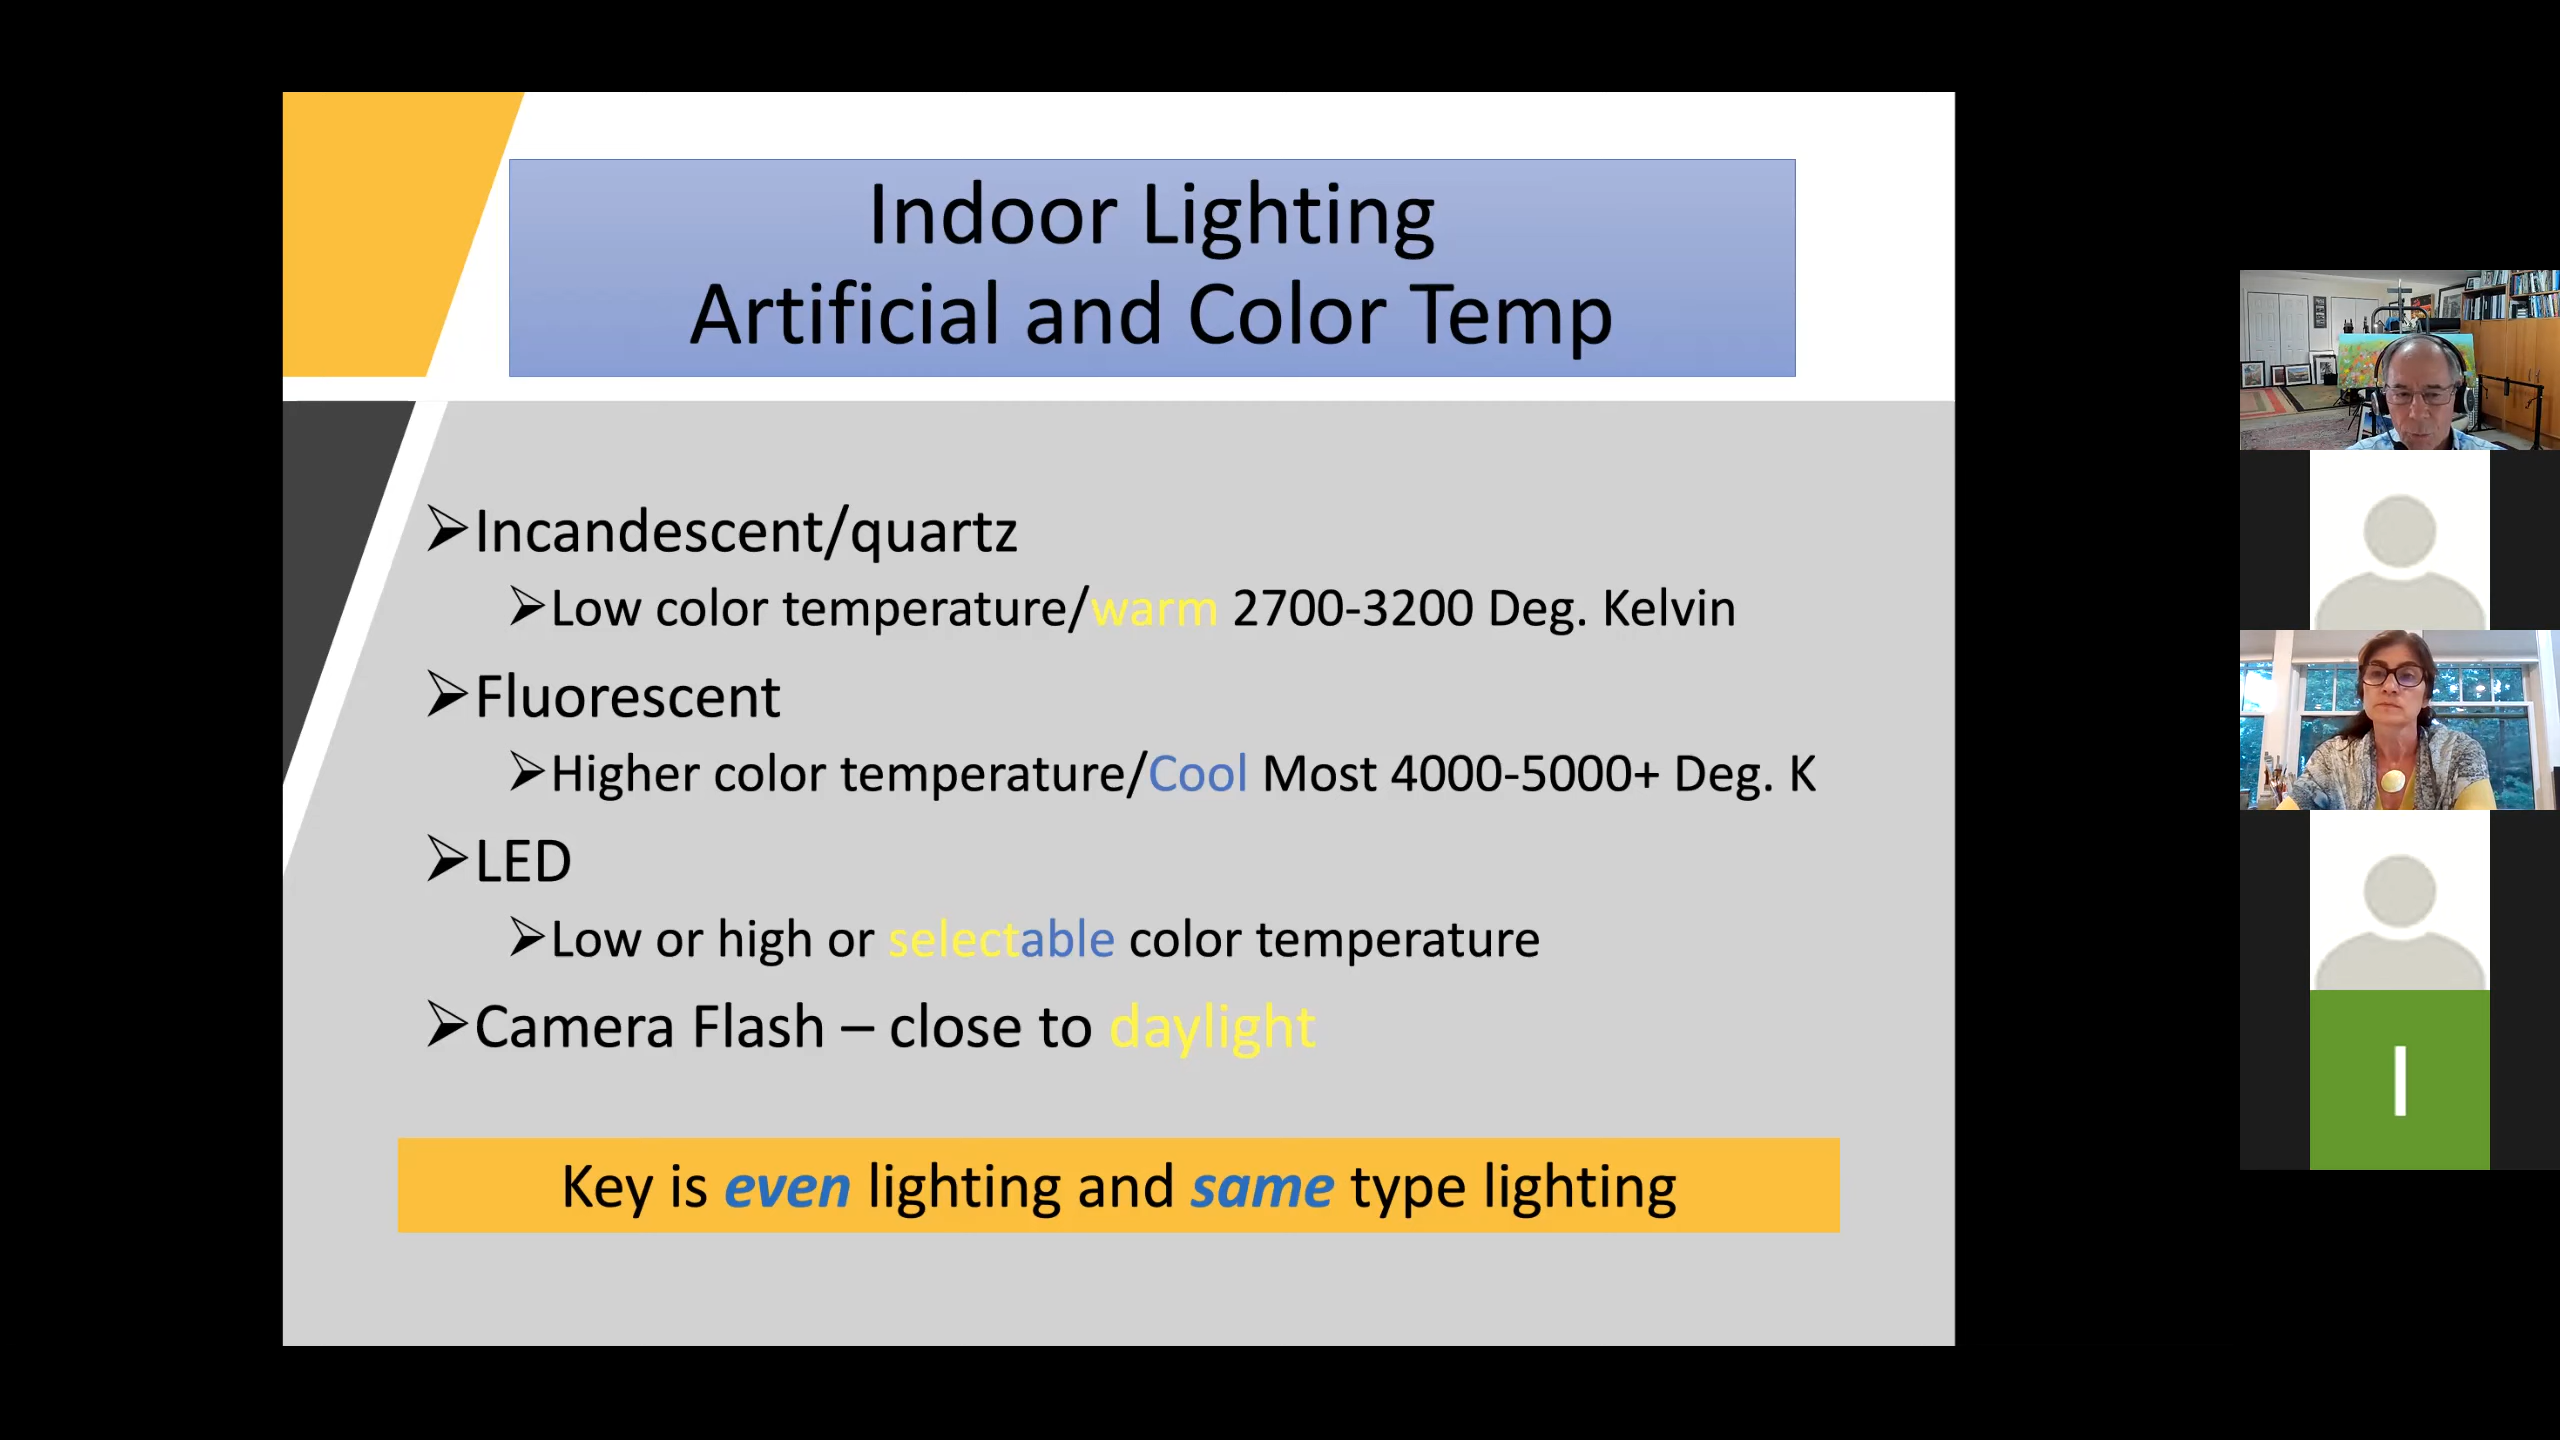 Indoor Lighting
Artificial and Color Temp
➢Incandescent/quartz
➢Low color temperature/warm 2700-3200 Deg. Kelvin
➢Fluorescent
➢Higher color temperature/Cool Most 4000-5000+ Deg. K
➢LED
➢Low or high or selectable color temperature
➢Camera Flash – close to daylight
Key is even lighting and same type lighting
I